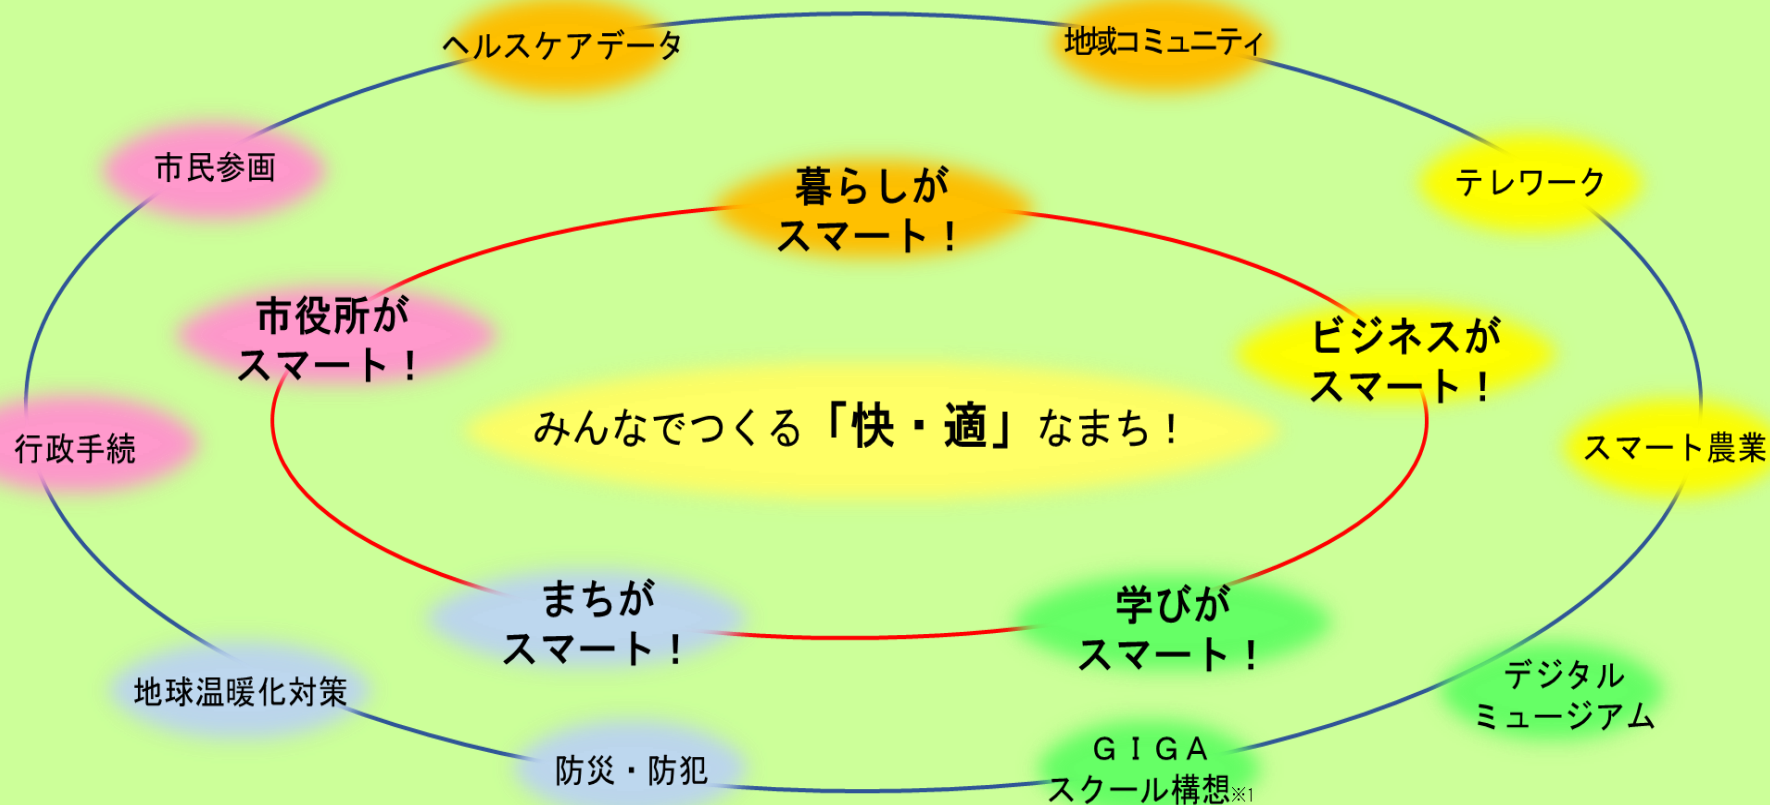 ヘルスケアデータ
地域コミュニティ
市民参画
テレワーク
暮らしが
スマート！
市役所が
スマート！
ビジネスが
スマート！
みんなでつくる「快・適」なまち！
行政手続
スマート農業
まちが
スマート！
学びが
スマート！
地球温暖化対策
デジタル
ミュージアム
防災・防犯
ＧＩＧＡ
スクール構想※1